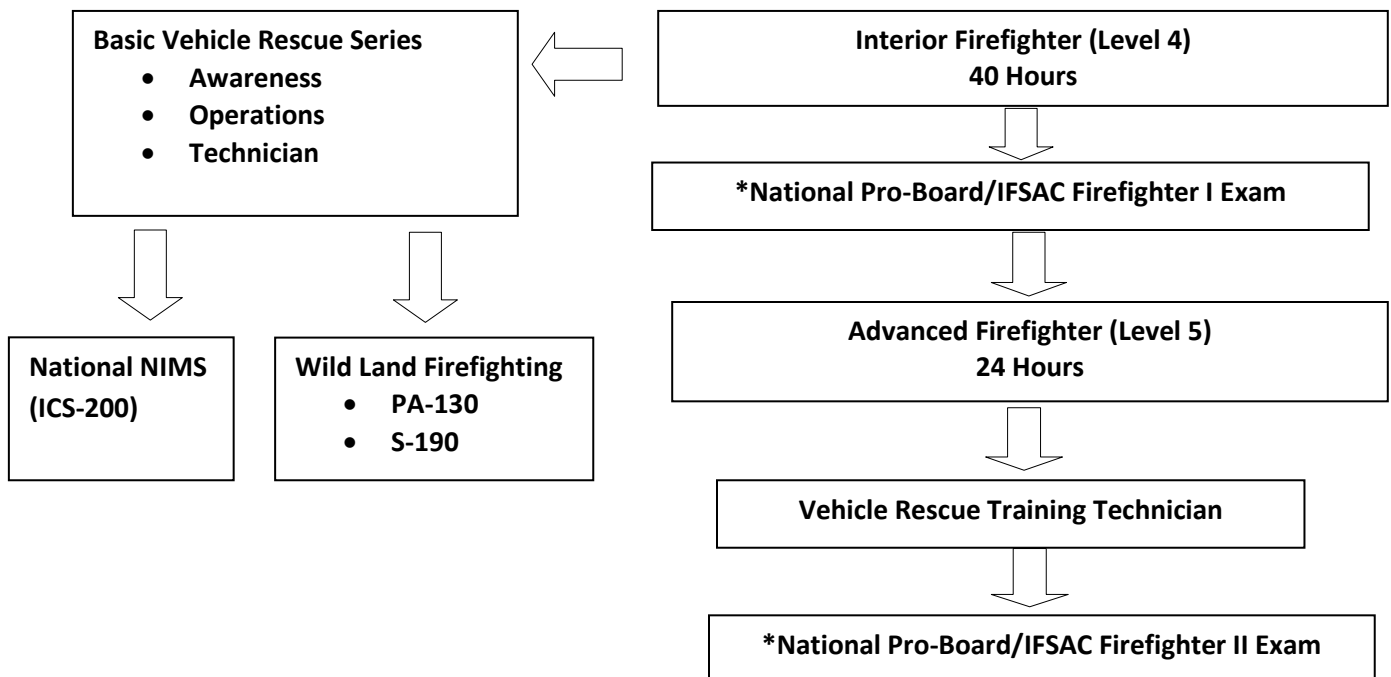 Basic Vehicle Rescue Series
• Awareness
• Operations
• Technician
Interior Firefighter (Level 4)
40 Hours
*National Pro-Board/IFSAC Firefighter I Exam
National NIMS
(ICS-200)
Wild Land Firefighting
• PA-130
• S-190
Advanced Firefighter (Level 5)
24 Hours
Vehicle Rescue Training Technician
*National Pro-Board/IFSAC Firefighter II Exam